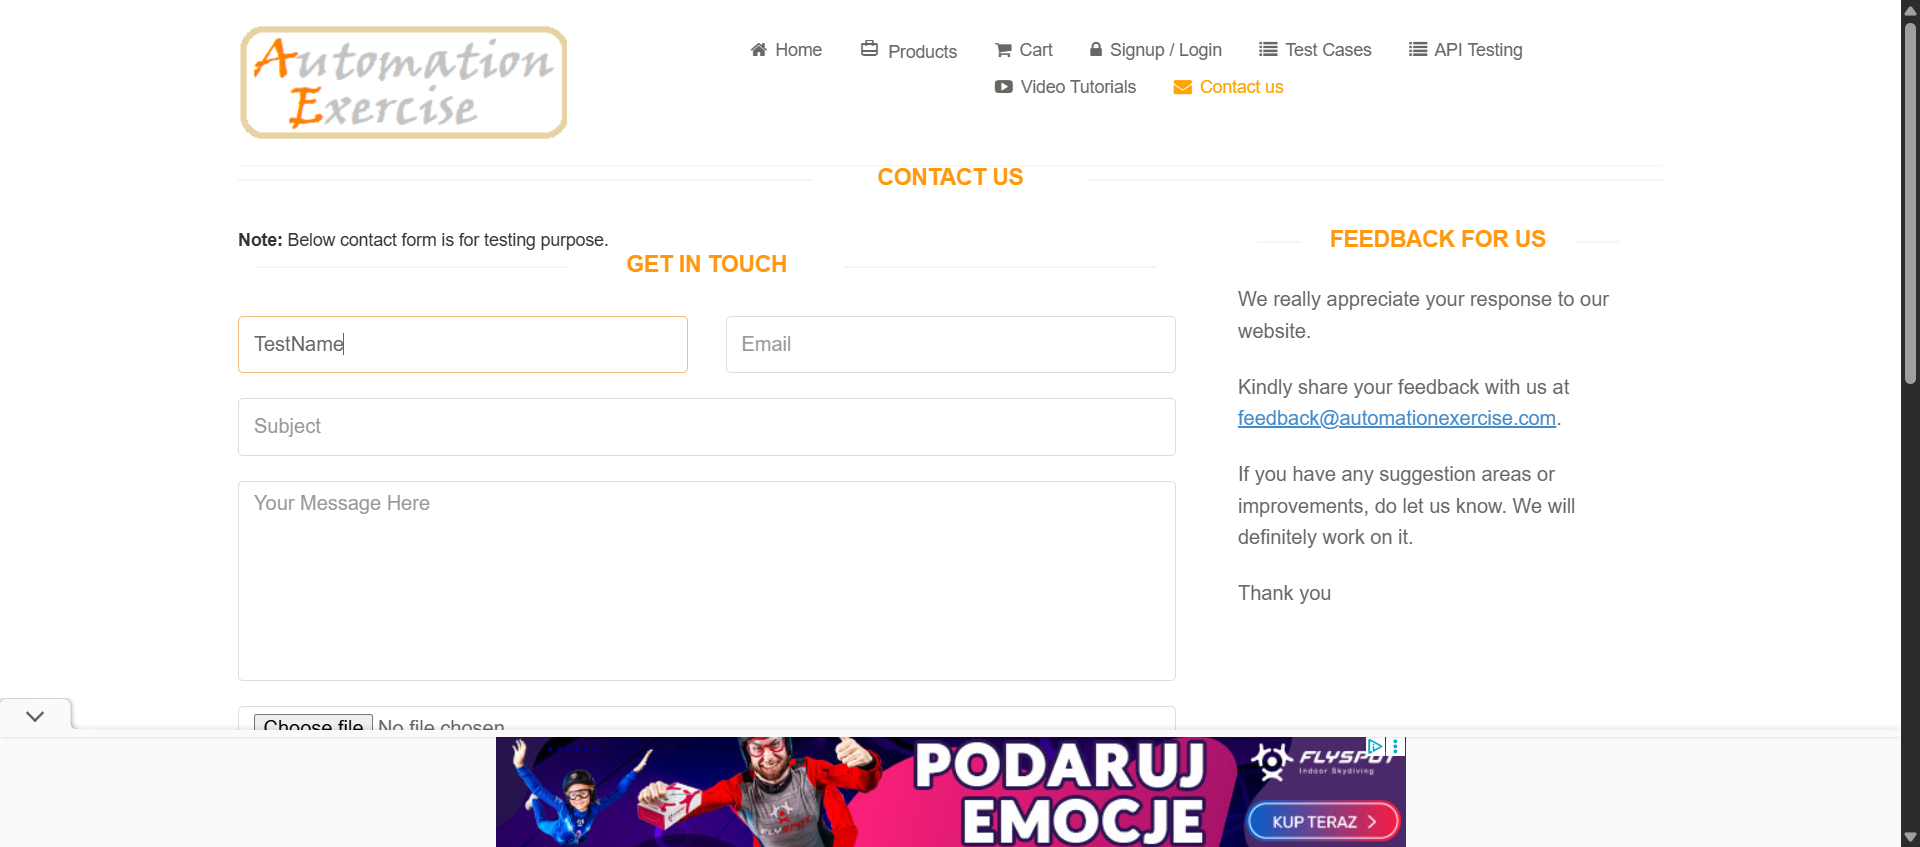 Automation
Exercise
Home
Products
Cart
Signup / Login
Test Cases
API Testing
Video Tutorials
Contact us
CONTACT US
Note: Below contact form is for testing purpose.
GET IN TOUCH
TestName
Email
Subject
Your Message Here
Choose file No file chosen
FEEDBACK FOR US
We really appreciate your response to our
website.
Kindly share your feedback with us at
feedback@automationexercise.com.
If you have any suggestion areas or
improvements, do let us know. We will
definitely work on it.
Thank you
PODARUJ
EMOCJE
FLYSPOT
Indoor Skydiving
KUP TERAZ
FLYSPOT